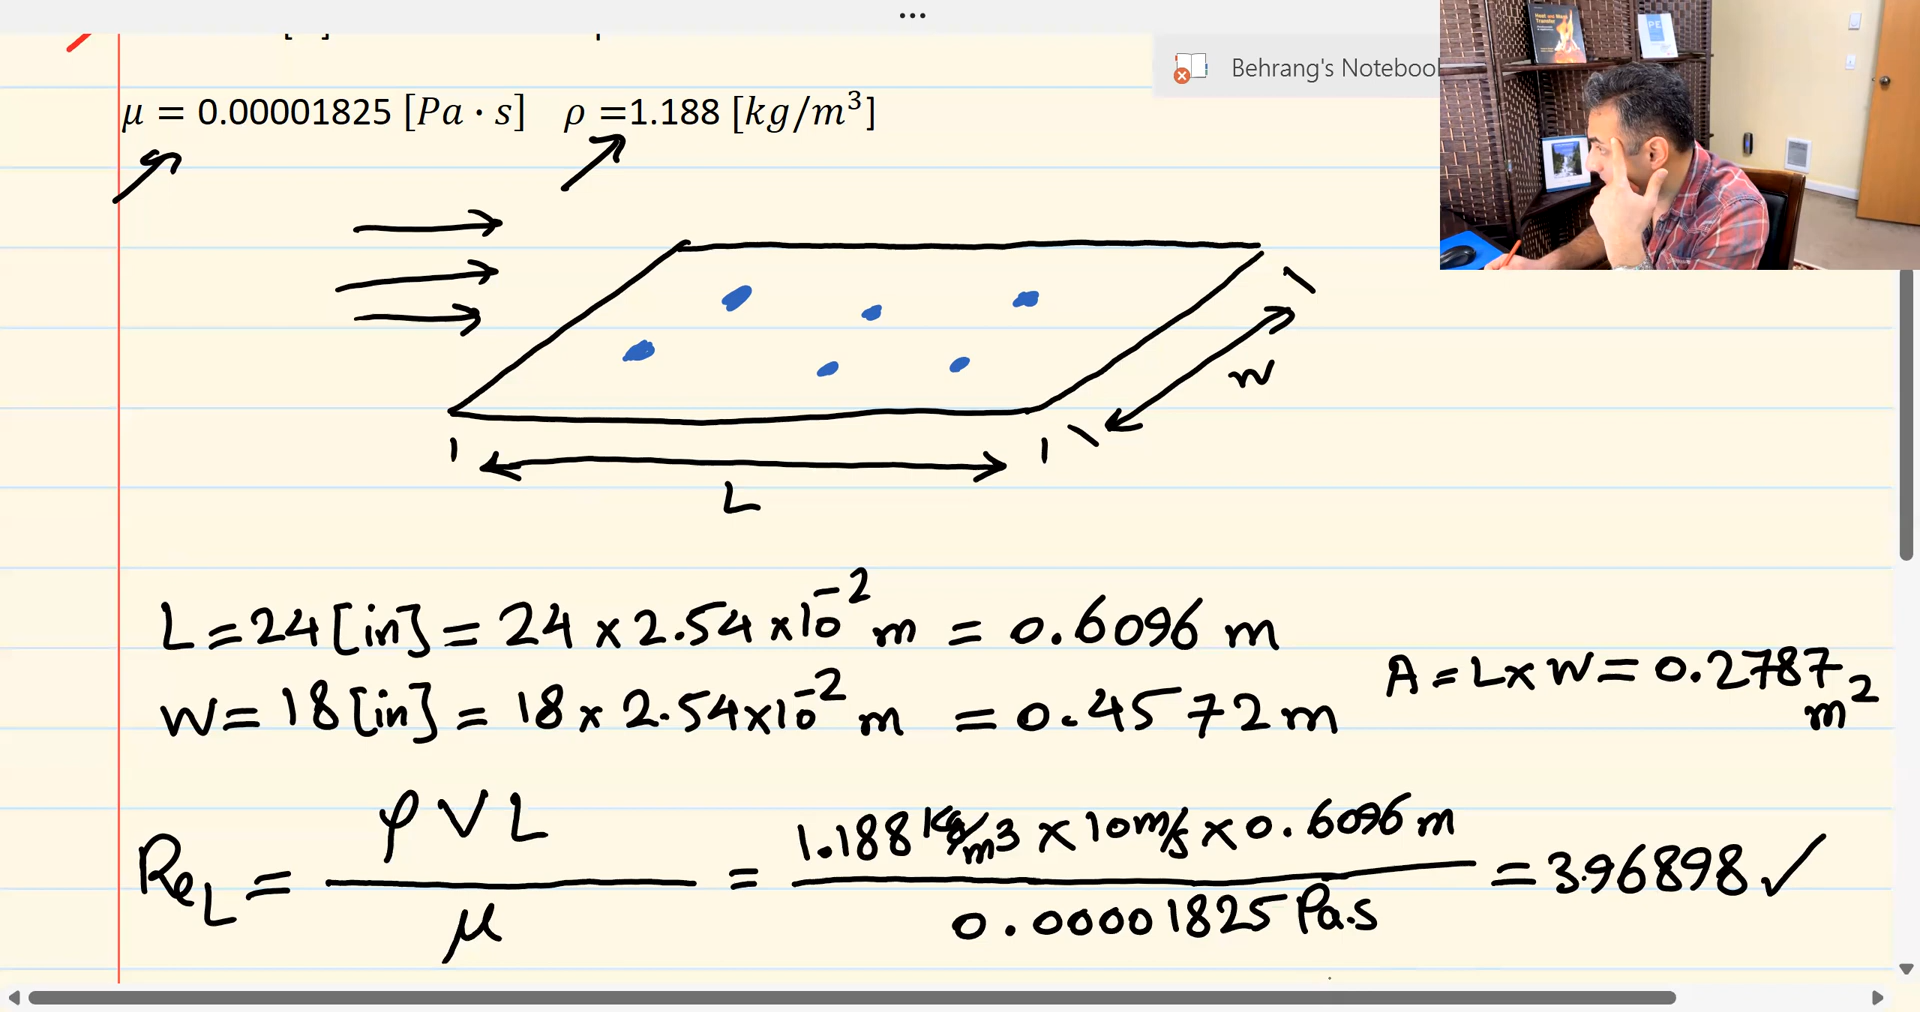 Behrang's Notebook
μ = 0.00001825 [Pa · s] ρ =1.188 [kg/m³]
W
L
L = 24 [in] = 24 × 2.54 × 10⁻² m = 0.6096 m
A = L × W = 0.2787 m²
W = 18 [in] = 18 × 2.54 × 10⁻² m = 0.4572 m
Re_L = ρVL / μ = 1.188 Kg/m3 × 10 m/s × 0.6096 m / 0.00001825 Pa.s = 396898 ✓